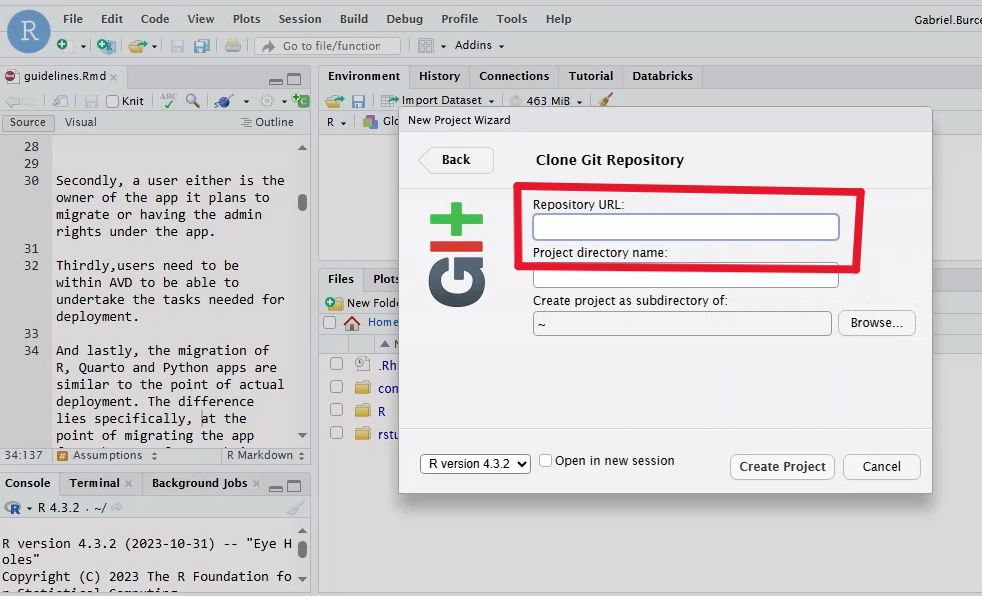 File Edit Code View Plots Session Build Debug Profile Tools Help
Gabriel.Burce
R
Go to file/function
Addins
guidelines.Rmd
Knit
ABC
Source Visual
Outline
28
29
30 Secondly, a user either is the
owner of the app it plans to
migrate or having the admin
rights under the app.
31
32 Thirdly,users need to be
within AVD to be able to
undertake the tasks needed for
deployment.
33
34 And lastly, the migration of
R, Quarto and Python apps are
similar to the point of actual
deployment. The difference
lies specifically, at the
point of migrating the app
34:137 # Assumptions R Markdown
Console Terminal Background Jobs
R R 4.3.2 . ~/
R version 4.3.2 (2023-10-31) -- "Eye H
oles"
Copyright (C) 2023 The R Foundation fo
r Statistical Computing
Environment History Connections Tutorial Databricks
Import Dataset 463 MiB
R Glo
Files Plots
New Folde
Home
N
.Rh
con
R
rstu
New Project Wizard
Back
Clone Git Repository
GIt
Repository URL:
Project directory name:
Create project as subdirectory of:
~
Browse...
R version 4.3.2
Open in new session
Create Project
Cancel